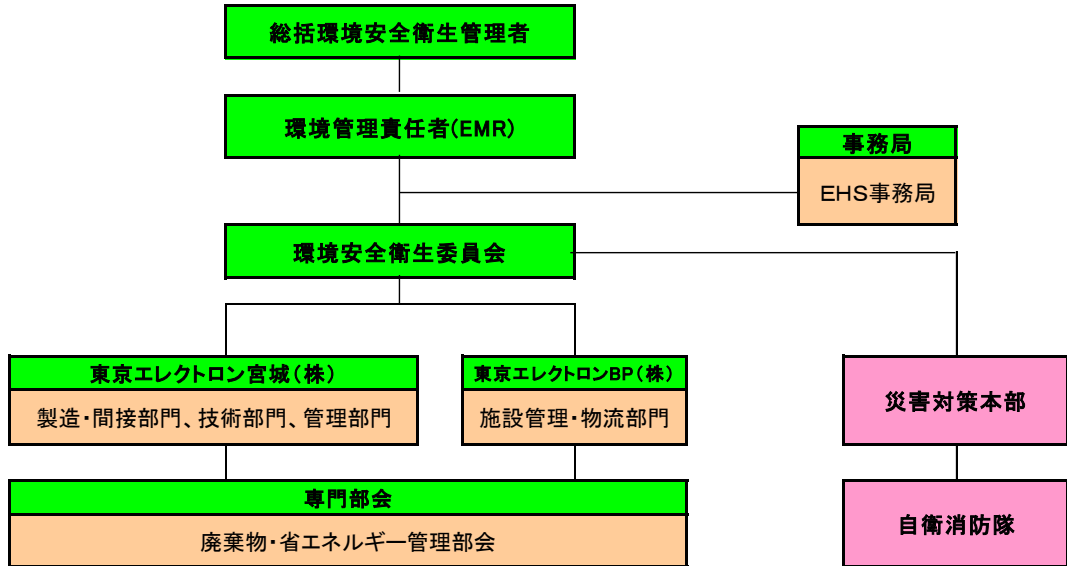 総括環境安全衛生管理者
環境管理責任者(EMR)
事務局
EHS事務局
環境安全衛生委員会
東京エレクトロン宮城(株)
製造・間接部門、技術部門、管理部門
東京エレクトロンBP(株)
施設管理・物流部門
災害対策本部
専門部会
廃棄物・省エネルギー管理部会
自衛消防隊